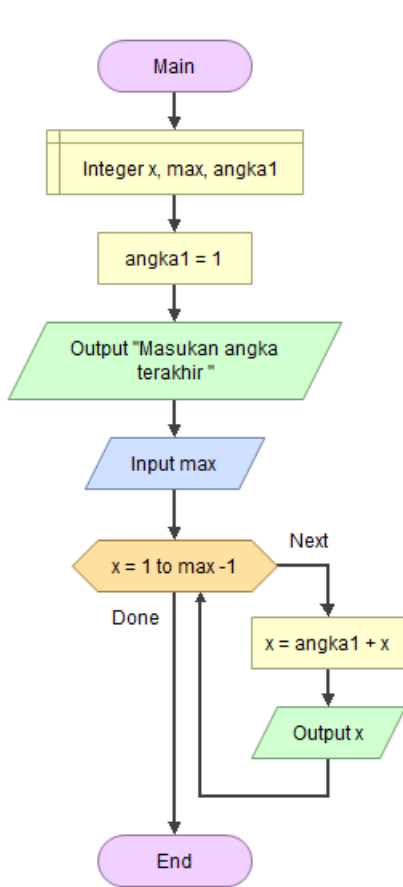 Main
Integer x, max, angka1
angka1 = 1
Output "Masukan angka
terakhir "
Input max
x = 1 to max -1
Next
Done
x = angka1 + x
Output x
End